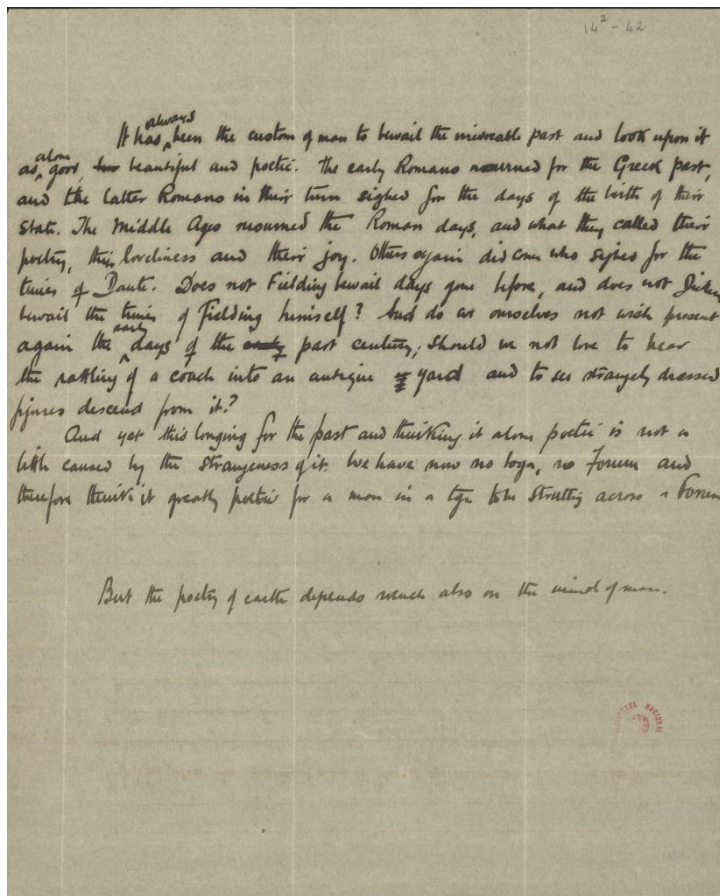 14² - 42
It has always been the custom of man to bewail the irrevocable past and look upon it
as alone good, beautiful and poetic. The early Romans mourned for the Greek past,
and the latter Romans in their turn sighed for the days of the birth of their
state. The Middle Ages mourned the Roman days, and what they called their
poetry, their loveliness and their joy. Others again did come who sighed for the
times of Dante. Does not Fielding bewail days gone before, and does not Dickens
bewail the times of Fielding himself? And do we ourselves not wish present
again the early days of the past century; should we not love to hear
the rattling of a coach into an antique yard and to see strangely dressed
figures descend from it?
And yet this longing for the past and thinking it alone poetic is not a
little caused by the strangeness of it. We have now no toga, no Forum and
therefore think it greatly poetic for a man in a toga to be strutting across a Forum
But the poetry of earth depends much also on the mind of man.
BIBLIOTECA NACIONAL